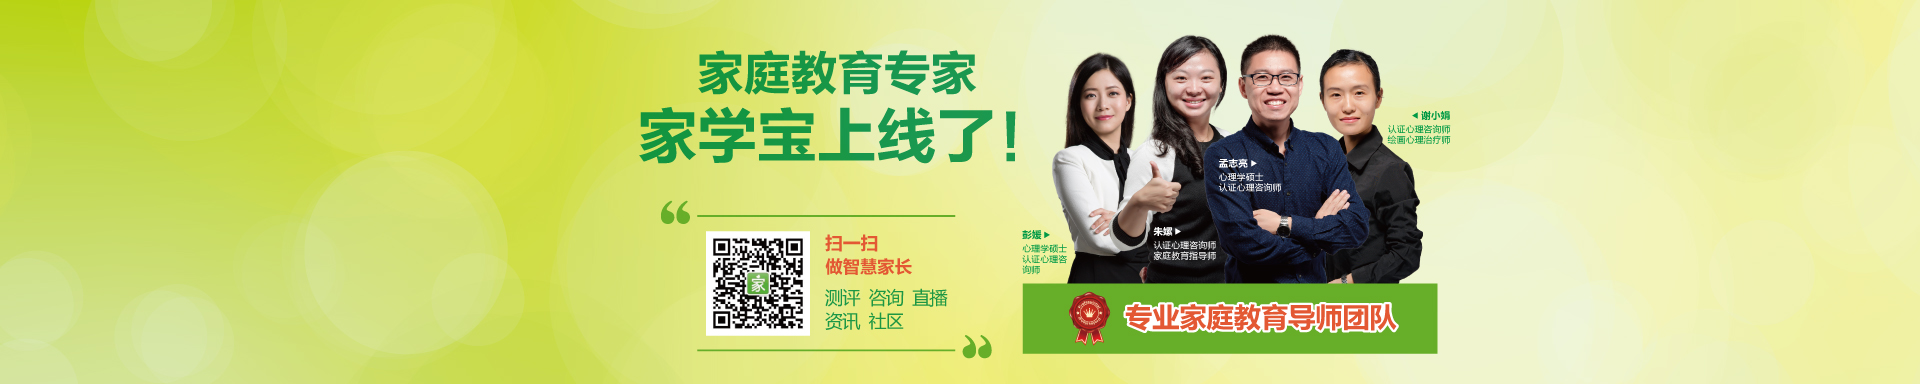 家庭教育专家
家学宝上线了！
扫一扫
做智慧家长
测评 咨询 直播
资讯 社区
家
彭媛
心理学硕士
认证心理咨
询师
朱嫘
认证心理咨询师
家庭教育指导师
孟志亮
心理学硕士
认证心理咨询师
谢小娟
认证心理咨询师
绘画心理治疗师
专业家庭教育导师团队